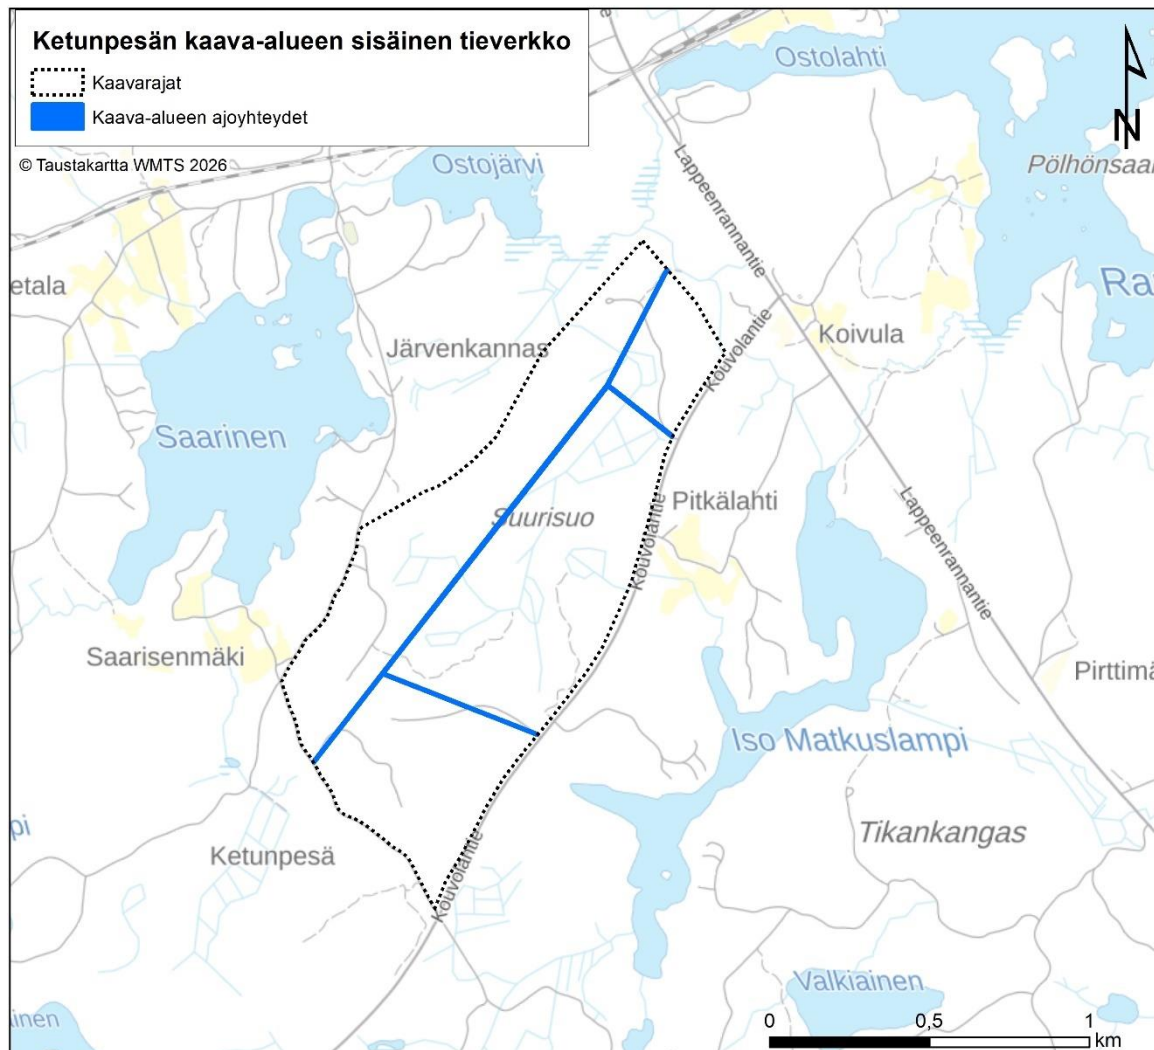 Ketunpesän kaava-alueen sisäinen tieverkko
Kaavarajat
Kaava-alueen ajoyhteydet
© Taustakartta WMTS 2026
Ostolahti
N
Ostojärvi
Lappeenrannantie
Pölhönsaar
etala
Ra
Järvenkannas
Kouvolantie
Koivula
Saarinen
Suurisuo
Pitkälahti
Kouvolantie
Lappeenrannantie
Saarisenmäki
Pirttimä
Iso Matkuslampi
pi
Tikankangas
Ketunpesä
Kouvolantie
Valkiainen
inen
0 0,5 1
km